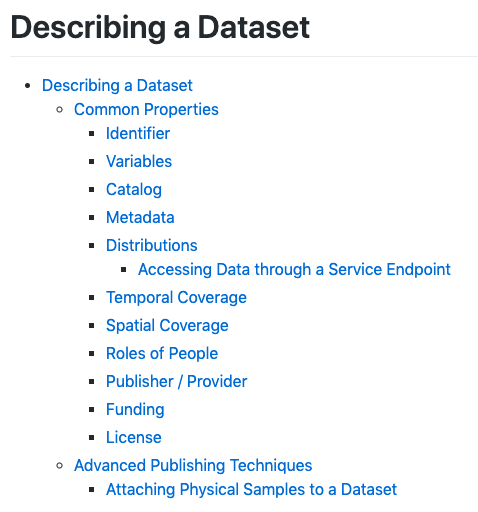 Describing a Dataset
Describing a Dataset
Common Properties
Identifier
Variables
Catalog
Metadata
Distributions
Accessing Data through a Service Endpoint
Temporal Coverage
Spatial Coverage
Roles of People
Publisher / Provider
Funding
License
Advanced Publishing Techniques
Attaching Physical Samples to a Dataset